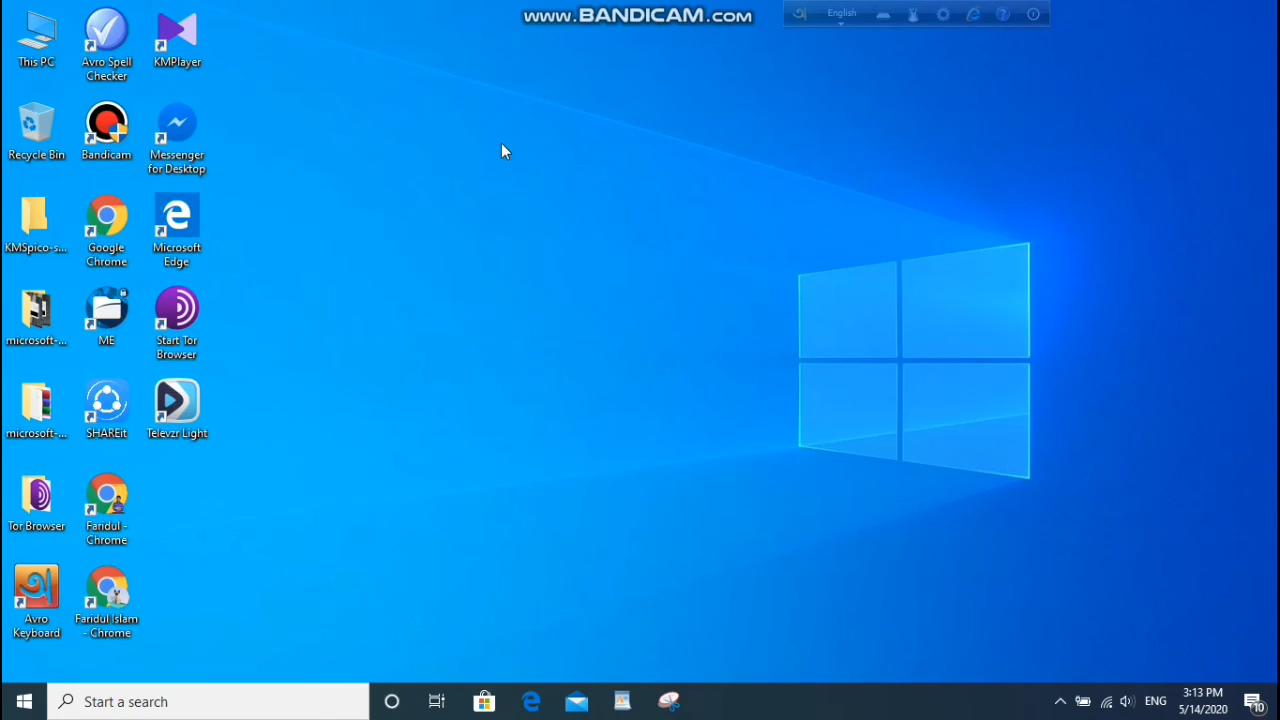 www.BANDICAM.com
English
This PC
Avro Spell
Checker
KMPlayer
Recycle Bin
Bandicam
Messenger
for Desktop
KMSpico-s...
Google
Chrome
Microsoft
Edge
microsoft-...
ME
Start Tor
Browser
microsoft-...
SHAREit
Televzr Light
Tor Browser
Faridul -
Chrome
অ
Avro
Keyboard
Faridul Islam
- Chrome
Start a search
ENG
3:13 PM
5/14/2020
10